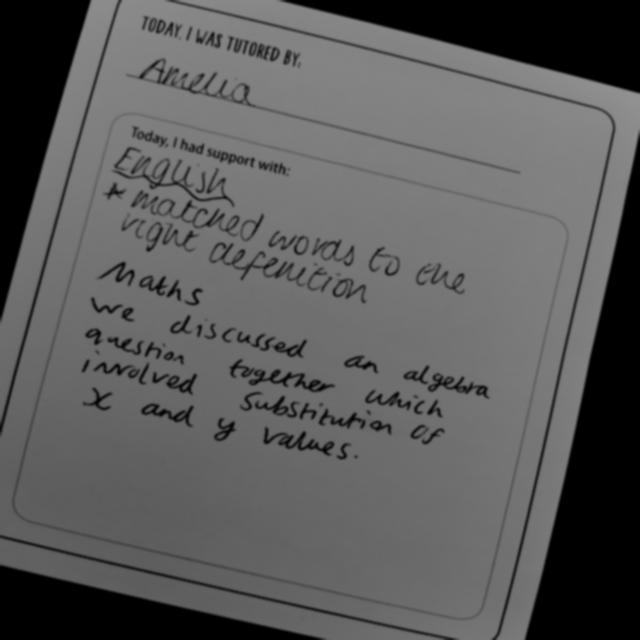 TODAY, I WAS TUTORED BY,
Amelia
Today, I had support with:
English
* matched words to the
right defenition
Maths
we discussed an algebra
question together which
involved substitution of
x and y values.